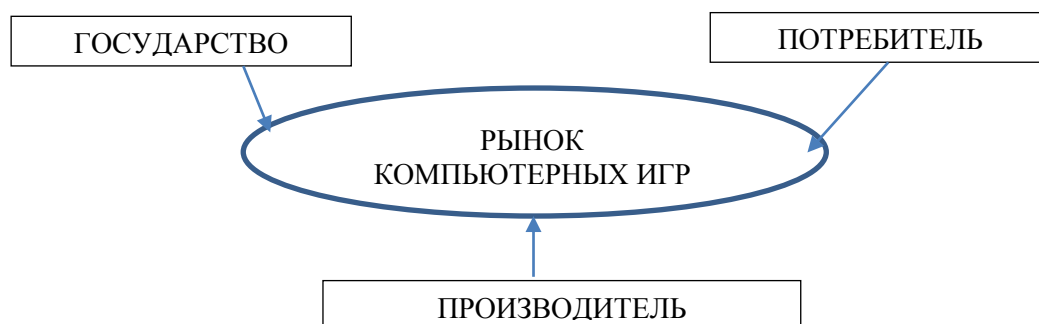 ГОСУДАРСТВО
ПОТРЕБИТЕЛЬ
РЫНОК
КОМПЬЮТЕРНЫХ ИГР
ПРОИЗВОДИТЕЛЬ